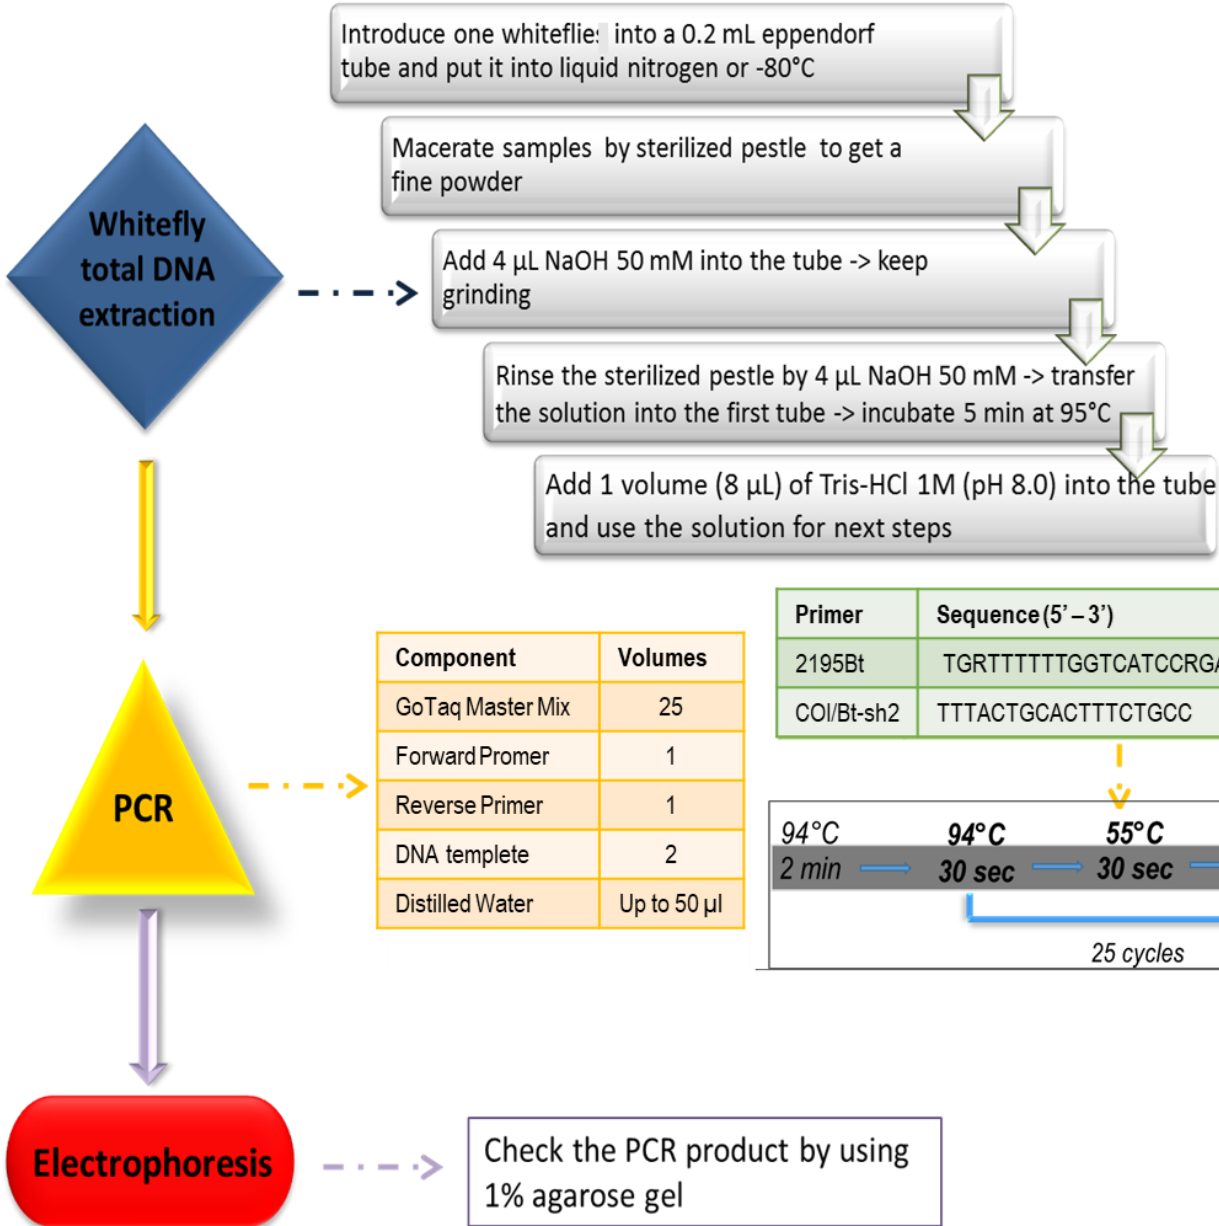 Introduce one whiteflies into a 0.2 mL eppendorf
tube and put it into liquid nitrogen or -80°C
Macerate samples by sterilized pestle to get a
fine powder
Whitefly
total DNA
extraction
Add 4 µL NaOH 50 mM into the tube -> keep
grinding
Rinse the sterilized pestle by 4 µL NaOH 50 mM -> transfer
the solution into the first tube -> incubate 5 min at 95°C
Add 1 volume (8 µL) of Tris-HCl 1M (pH 8.0) into the tube
and use the solution for next steps
PCR
Component Volumes
GoTaq Master Mix 25
Forward Promer 1
Reverse Primer 1
DNA templete 2
Distilled Water Up to 50 µl
Primer Sequence (5’ – 3’)
2195Bt TGRTTTTTTGGTCATCCRGA
COI/Bt-sh2 TTTACTGCACTTTCTGCC
94°C 94°C 55°C
2 min 30 sec 30 sec
25 cycles
Electrophoresis
Check the PCR product by using
1% agarose gel